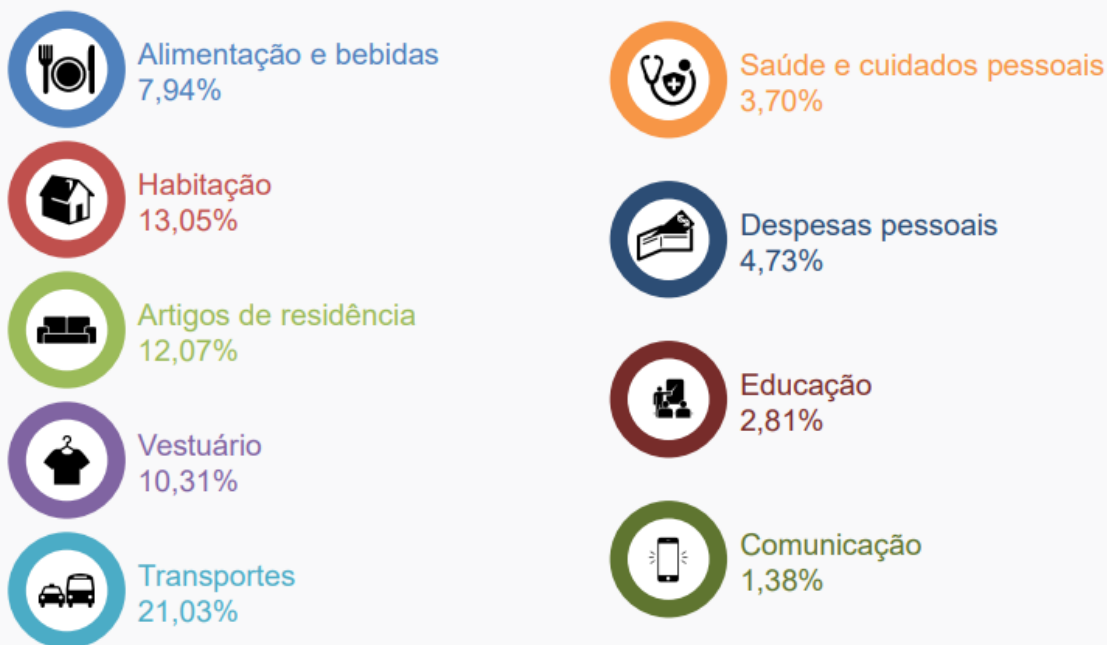 Alimentação e bebidas
7,94%
Habitação
13,05%
Artigos de residência
12,07%
Vestuário
10,31%
Transportes
21,03%
Saúde e cuidados pessoais
3,70%
Despesas pessoais
4,73%
Educação
2,81%
Comunicação
1,38%